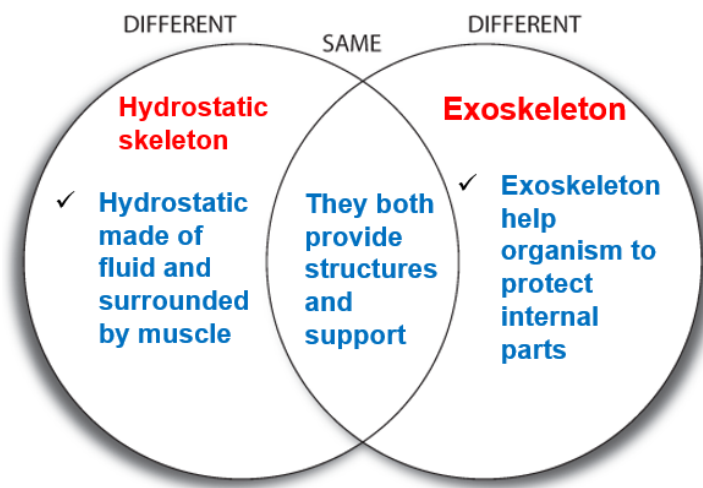 DIFFERENT
SAME
DIFFERENT
Hydrostatic
skeleton
✓ Hydrostatic
made of
fluid and
surrounded
by muscle
They both
provide
structures
and
support
Exoskeleton
✓ Exoskeleton
help
organism to
protect
internal
parts